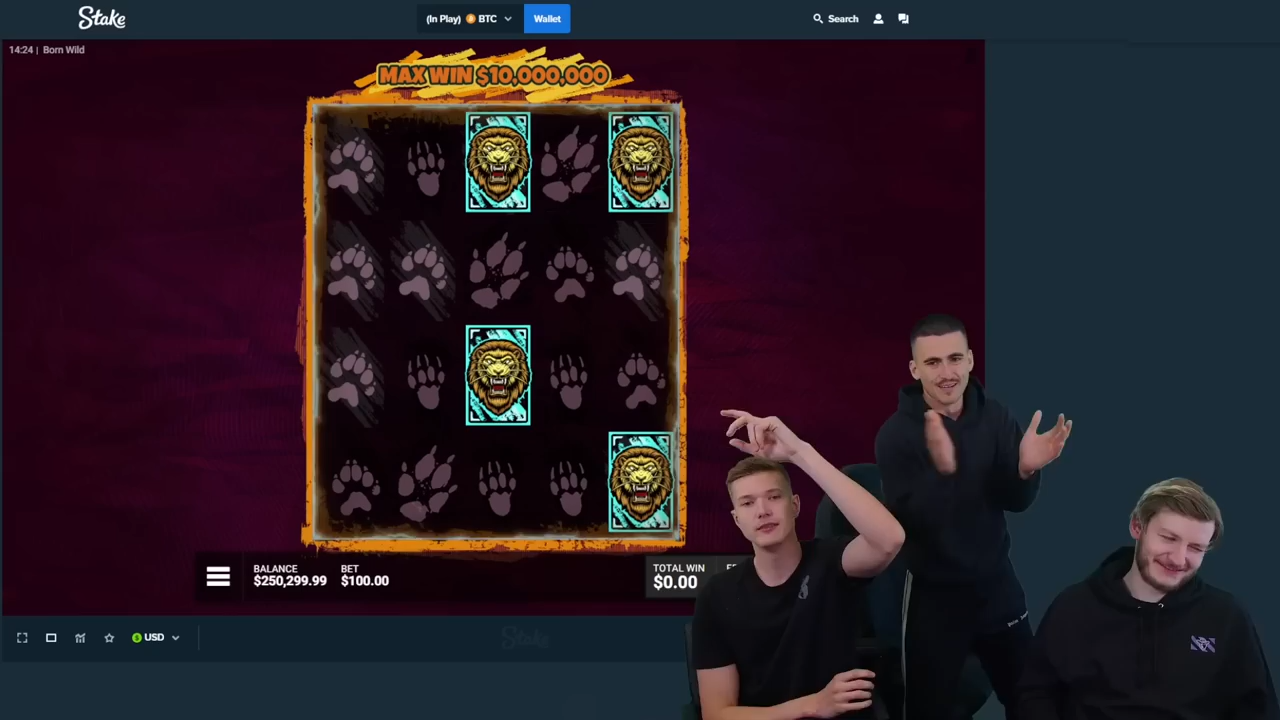 Stake
(In Play) BTC
Wallet
Search
14:24 | Born Wild
MAX WIN $10,000,000
BALANCE
$250,299.99
BET
$100.00
TOTAL WIN
$0.00
USD
Stake